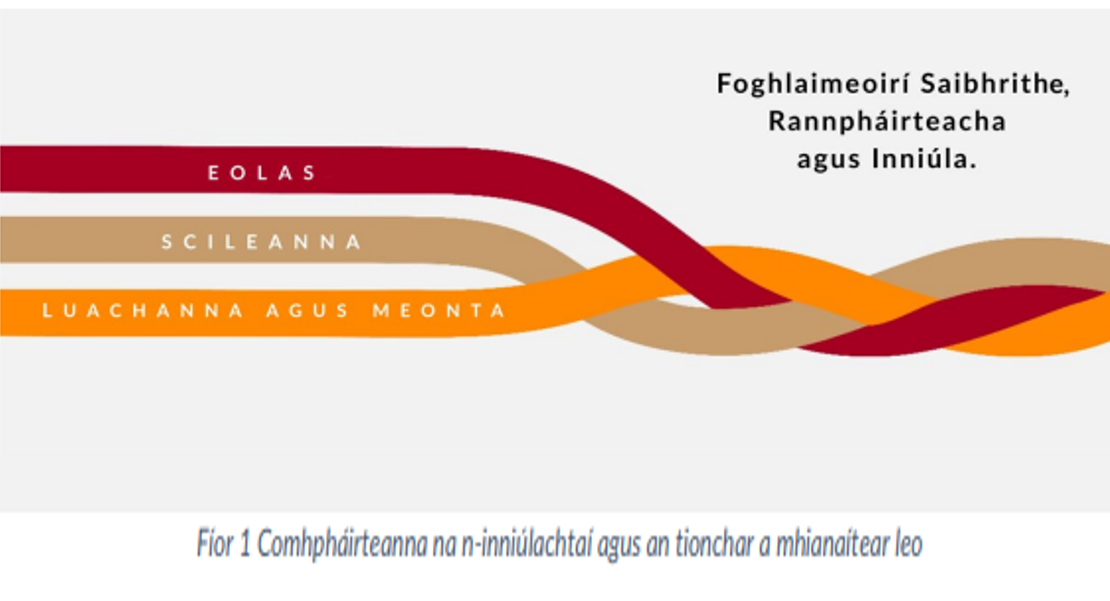 Foghlaimeoirí Saibhrithe,
Rannpháirteacha
agus Inniúla.
EOLAS
SCILEANNA
LUACHANNA AGUS MEONTA
Fíor 1 Comhpháirteanna na n-inniúlachtaí agus an tionchar a mhianaítear leo